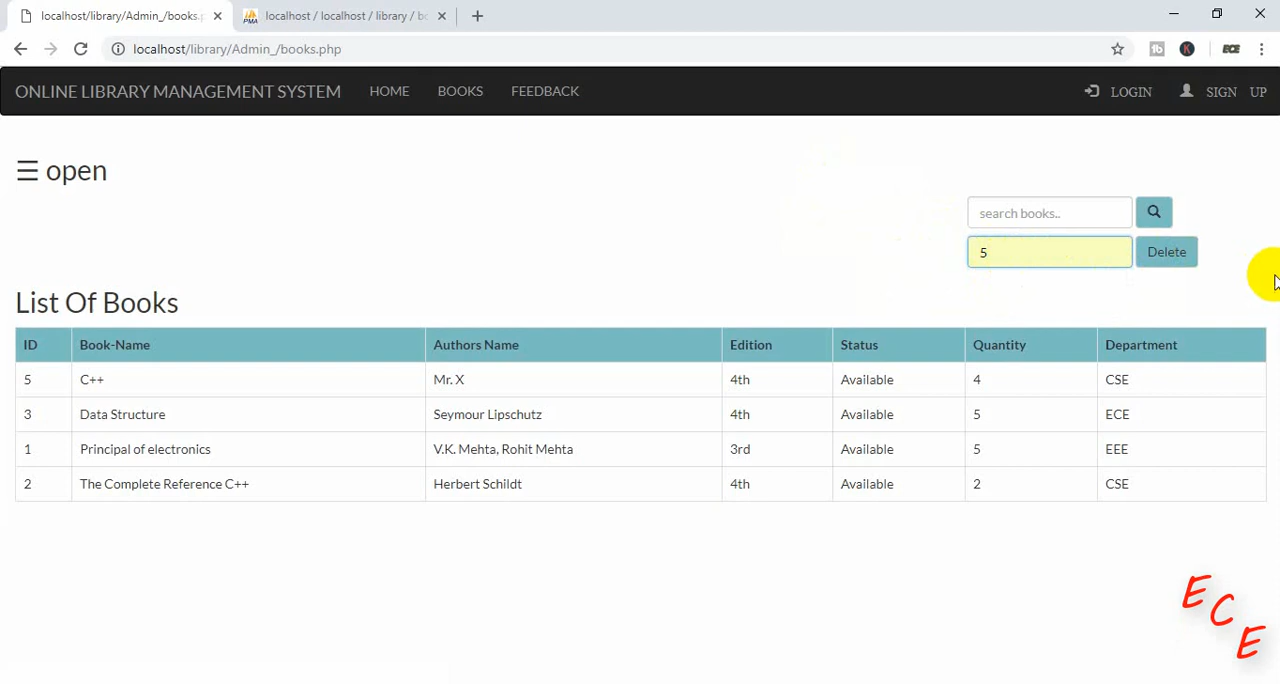 localhost/library/Admin_/books.p
localhost / localhost / library / bo
localhost/library/Admin_/books.php
ECE
ONLINE LIBRARY MANAGEMENT SYSTEM HOME BOOKS FEEDBACK LOGIN SIGN UP
☰ open
search books..
5 Delete
List Of Books
ID Book-Name Authors Name Edition Status Quantity Department
5 C++ Mr. X 4th Available 4 CSE
3 Data Structure Seymour Lipschutz 4th Available 5 ECE
1 Principal of electronics V.K. Mehta, Rohit Mehta 3rd Available 5 EEE
2 The Complete Reference C++ Herbert Schildt 4th Available 2 CSE
ECE